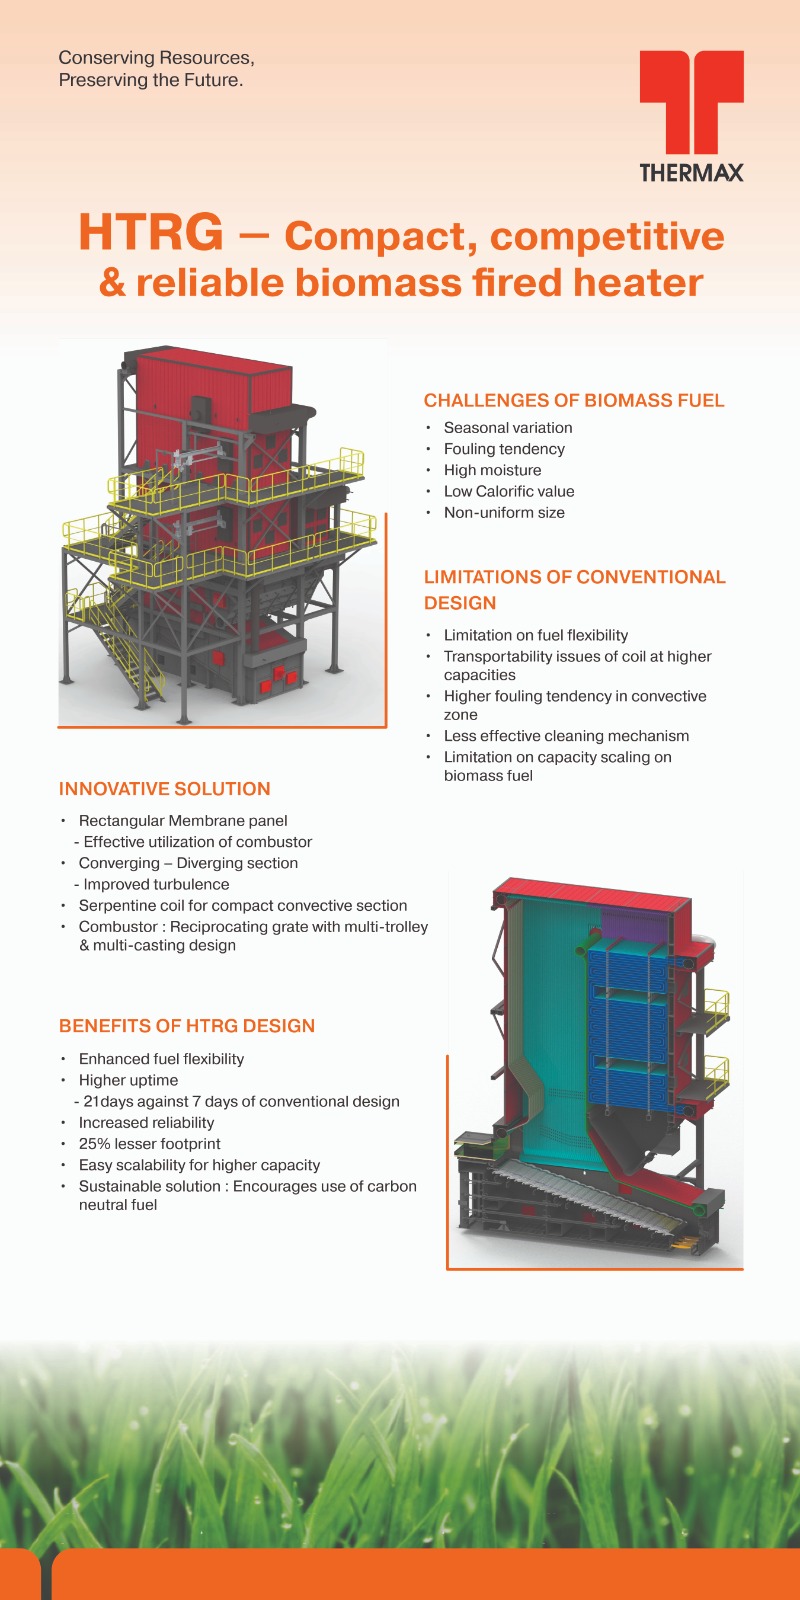 Conserving Resources,
Preserving the Future.
THERMAX
HTRG – Compact, competitive
& reliable biomass fired heater
CHALLENGES OF BIOMASS FUEL
• Seasonal variation
• Fouling tendency
• High moisture
• Low Calorific value
• Non-uniform size
LIMITATIONS OF CONVENTIONAL
DESIGN
• Limitation on fuel flexibility
• Transportability issues of coil at higher
capacities
• Higher fouling tendency in convective
zone
• Less effective cleaning mechanism
• Limitation on capacity scaling on
biomass fuel
INNOVATIVE SOLUTION
• Rectangular Membrane panel
- Effective utilization of combustor
• Converging – Diverging section
- Improved turbulence
• Serpentine coil for compact convective section
• Combustor : Reciprocating grate with multi-trolley
& multi-casting design
BENEFITS OF HTRG DESIGN
• Enhanced fuel flexibility
• Higher uptime
- 21days against 7 days of conventional design
• Increased reliability
• 25% lesser footprint
• Easy scalability for higher capacity
• Sustainable solution : Encourages use of carbon
neutral fuel